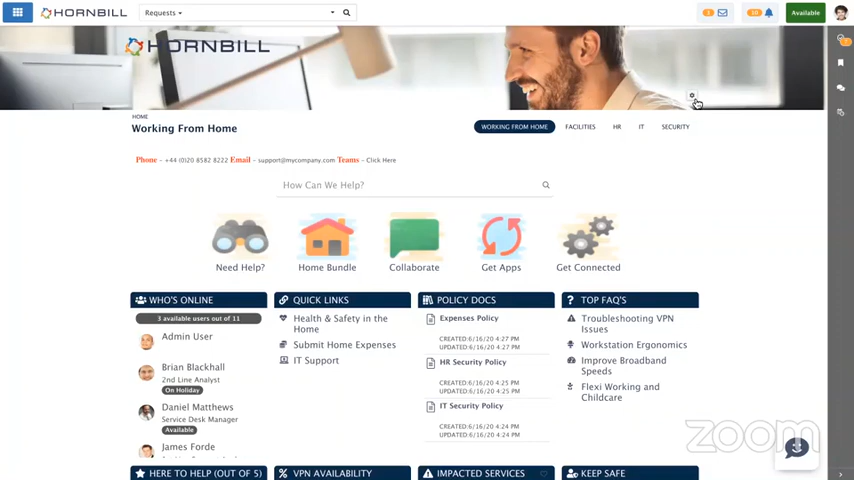 HORNBILL
Requests
Available
HORNBILL
HOME
Working From Home
WORKING FROM HOME
FACILITIES
HR
IT
SECURITY
Phone - +44 (0)20 8582 8222 Email - support@mycompany.com Teams - Click Here
How Can We Help?
Need Help?
Home Bundle
Collaborate
Get Apps
Get Connected
WHO'S ONLINE
3 available users out of 11
Admin User
Brian Blackhall
2nd Line Analyst
On Holiday
Daniel Matthews
Service Desk Manager
Available
James Forde
QUICK LINKS
Health & Safety in the
Home
Submit Home Expenses
IT Support
POLICY DOCS
Expenses Policy
CREATED:6/16/20 4:27 PM
UPDATED:6/16/20 4:27 PM
HR Security Policy
CREATED:6/16/20 4:25 PM
UPDATED:6/16/20 4:25 PM
IT Security Policy
CREATED:6/16/20 4:24 PM
UPDATED:6/16/20 4:24 PM
TOP FAQ'S
Troubleshooting VPN
Issues
Workstation Ergonomics
Improve Broadband
Speeds
Flexi Working and
Childcare
zoom
HERE TO HELP (OUT OF 5)
VPN AVAILABILITY
IMPACTED SERVICES
KEEP SAFE